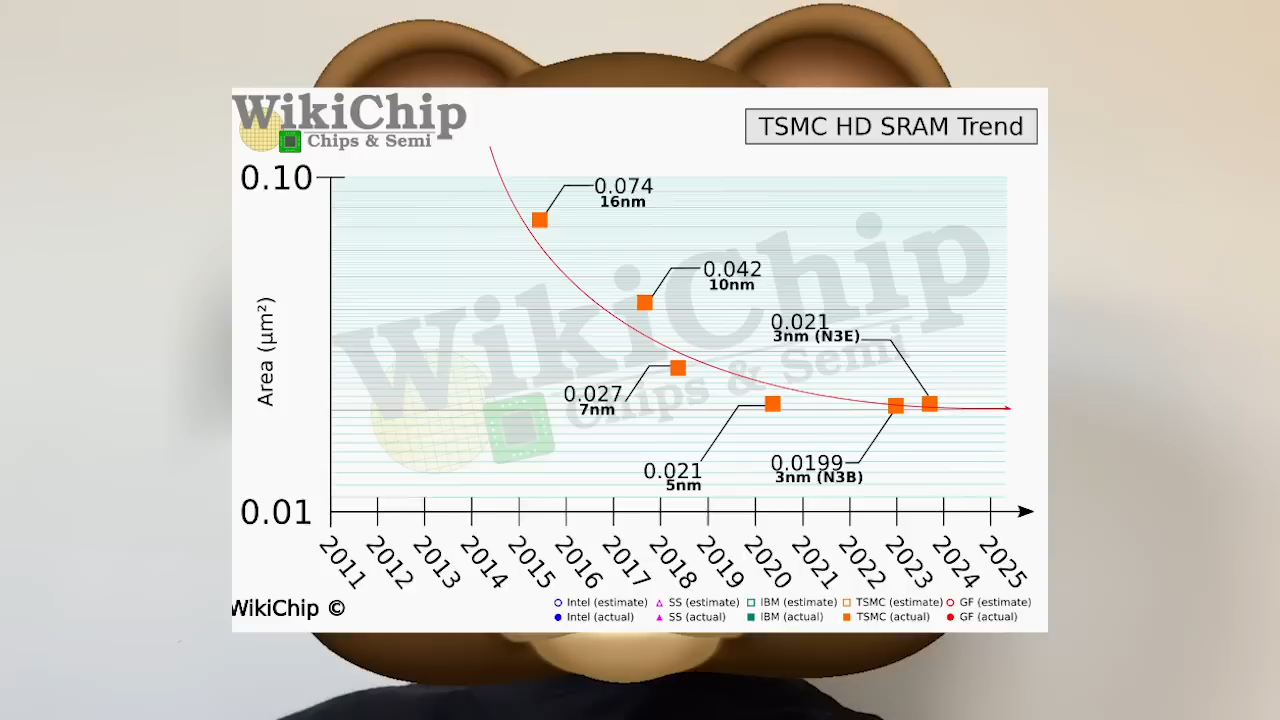 WikiChip
Chips & Semi
TSMC HD SRAM Trend
0.10
0.074
16nm
0.042
10nm
0.021
3nm (N3E)
0.027
7nm
0.021
5nm
0.0199
3nm (N3B)
WikiChip
Chips & Semi
Area (µm²)
0.01
2011
2012
2013
2014
2015
2016
2017
2018
2019
2020
2021
2022
2023
2024
2025
WikiChip ©
Intel (estimate) SS (estimate) IBM (estimate) TSMC (estimate) GF (estimate)
Intel (actual) SS (actual) IBM (actual) TSMC (actual) GF (actual)